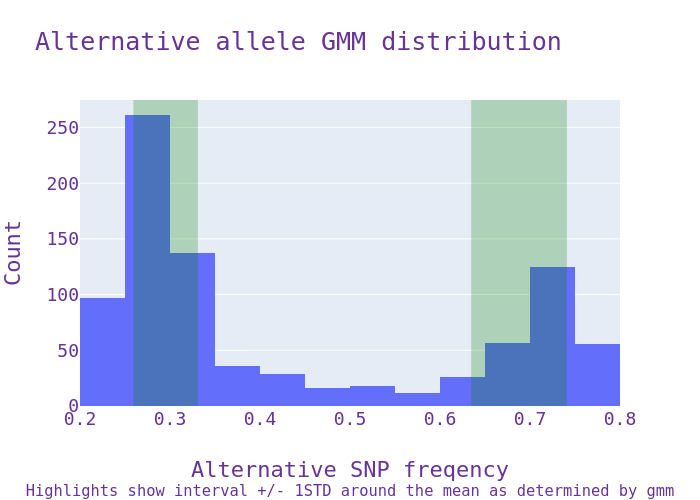 Alternative allele GMM distribution
Count
250
200
150
100
50
0
0.2 0.3 0.4 0.5 0.6 0.7 0.8
Alternative SNP freqency
Highlights show interval +/- 1STD around the mean as determined by gmm